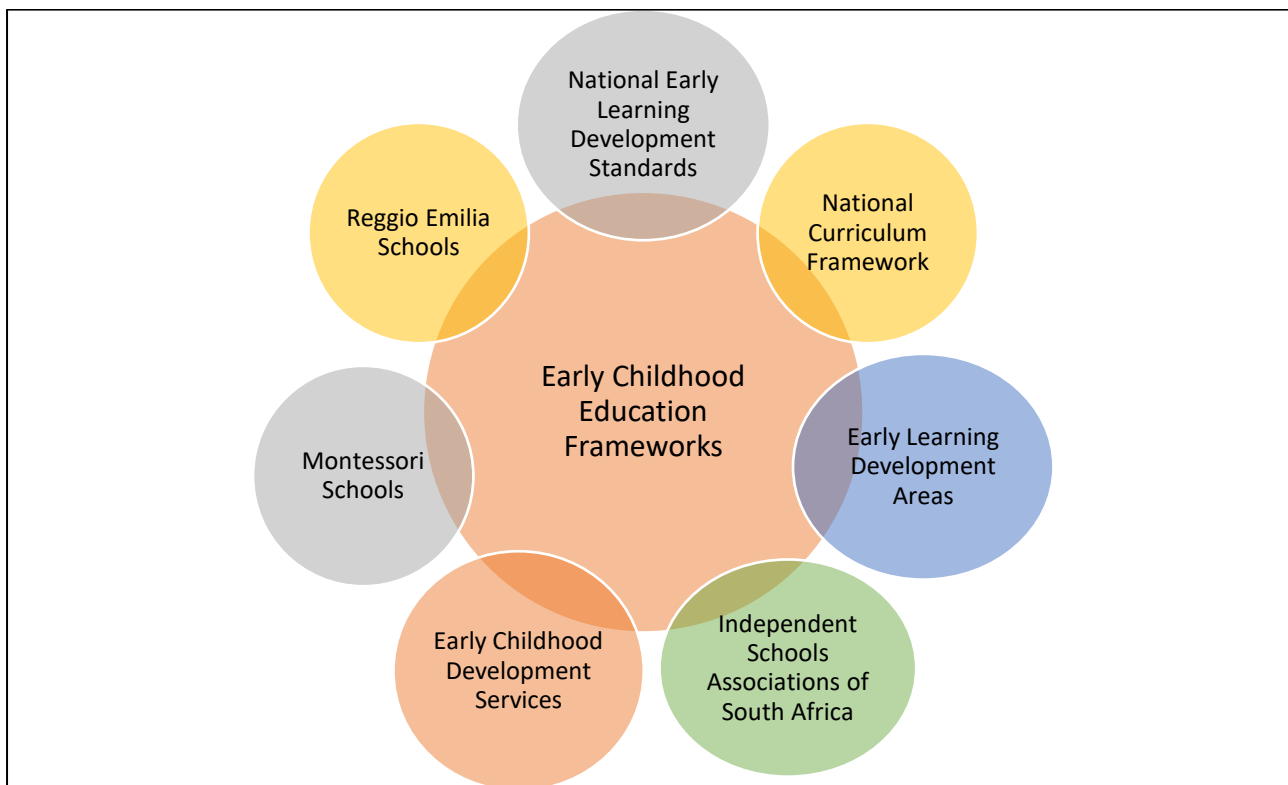 National Early
Learning
Development
Standards
National
Curriculum
Framework
Early Learning
Development
Areas
Independent
Schools
Associations of
South Africa
Early Childhood
Development
Services
Montessori
Schools
Reggio Emilia
Schools
Early Childhood
Education
Frameworks